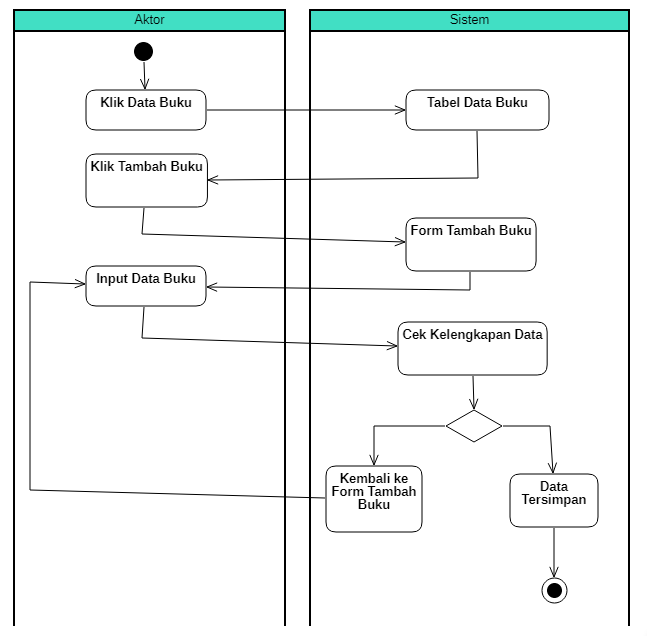 Aktor
Sistem
Klik Data Buku
Tabel Data Buku
Klik Tambah Buku
Form Tambah Buku
Input Data Buku
Cek Kelengkapan Data
Kembali ke
Form Tambah
Buku
Data
Tersimpan